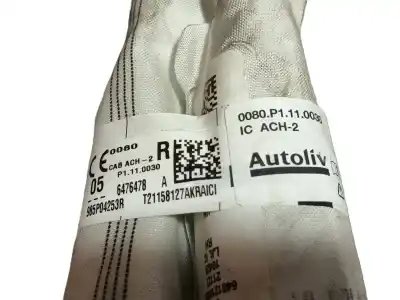 CE 0080
CAB ACH-2 R
P1.11.0030
05
6476478 A
985P04253R
T21158127AKRAICI
0080.P1.11.0030
IC ACH-2
Autoliv